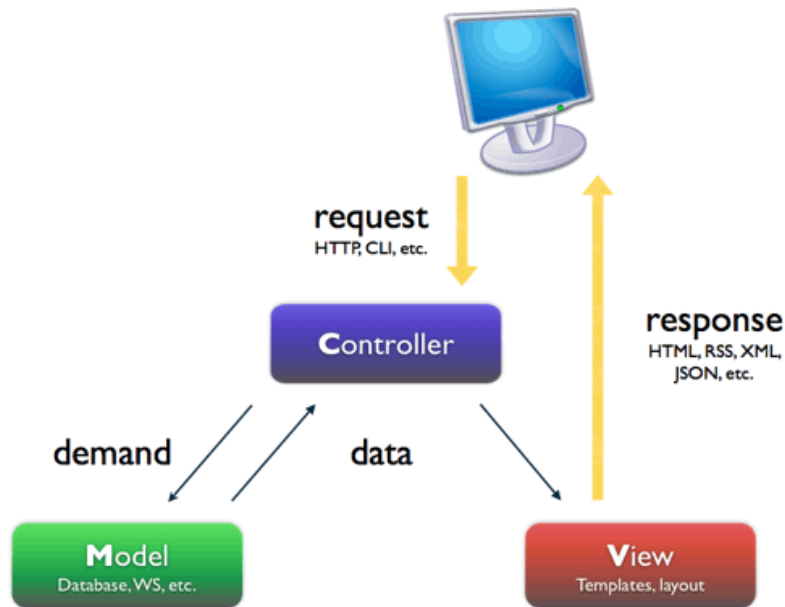 request
HTTP, CLI, etc.
Controller
response
HTML, RSS, XML,
JSON, etc.
demand
data
Model
Database, WS, etc.
View
Templates, layout